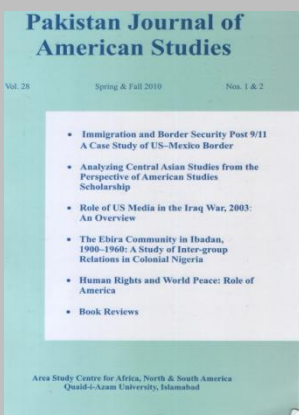 Pakistan Journal of
American Studies
Vol. 28 Spring & Fall 2010 Nos. 1 & 2
• Immigration and Border Security Post 9/11
A Case Study of US–Mexico Border
• Analyzing Central Asian Studies from the
Perspective of American Studies
Scholarship
• Role of US Media in the Iraq War, 2003:
An Overview
• The Ebira Community in Ibadan,
1900–1960: A Study of Inter-group
Relations in Colonial Nigeria
• Human Rights and World Peace: Role of
America
• Book Reviews
Area Study Centre for Africa, North & South America
Quaid-i-Azam University, Islamabad